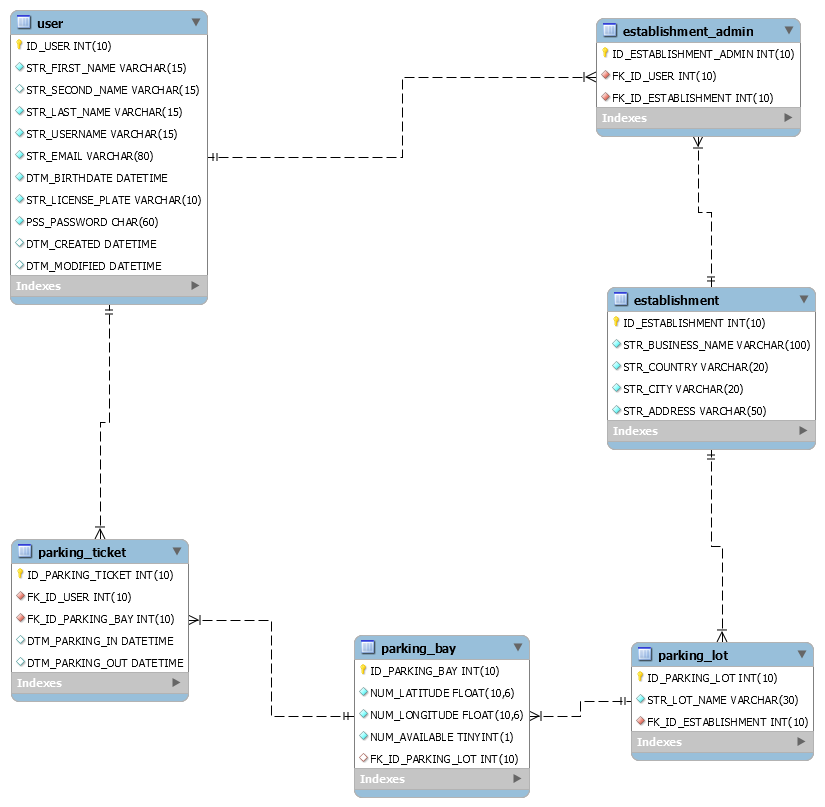 user
ID_USER INT(10)
STR_FIRST_NAME VARCHAR(15)
STR_SECOND_NAME VARCHAR(15)
STR_LAST_NAME VARCHAR(15)
STR_USERNAME VARCHAR(15)
STR_EMAIL VARCHAR(80)
DTM_BIRTHDATE DATETIME
STR_LICENSE_PLATE VARCHAR(10)
PSS_PASSWORD CHAR(60)
DTM_CREATED DATETIME
DTM_MODIFIED DATETIME
Indexes
establishment_admin
ID_ESTABLISHMENT_ADMIN INT(10)
FK_ID_USER INT(10)
FK_ID_ESTABLISHMENT INT(10)
Indexes
establishment
ID_ESTABLISHMENT INT(10)
STR_BUSINESS_NAME VARCHAR(100)
STR_COUNTRY VARCHAR(20)
STR_CITY VARCHAR(20)
STR_ADDRESS VARCHAR(50)
Indexes
parking_ticket
ID_PARKING_TICKET INT(10)
FK_ID_USER INT(10)
FK_ID_PARKING_BAY INT(10)
DTM_PARKING_IN DATETIME
DTM_PARKING_OUT DATETIME
Indexes
parking_bay
ID_PARKING_BAY INT(10)
NUM_LATITUDE FLOAT(10,6)
NUM_LONGITUDE FLOAT(10,6)
NUM_AVAILABLE TINYINT(1)
FK_ID_PARKING_LOT INT(10)
Indexes
parking_lot
ID_PARKING_LOT INT(10)
STR_LOT_NAME VARCHAR(30)
FK_ID_ESTABLISHMENT INT(10)
Indexes